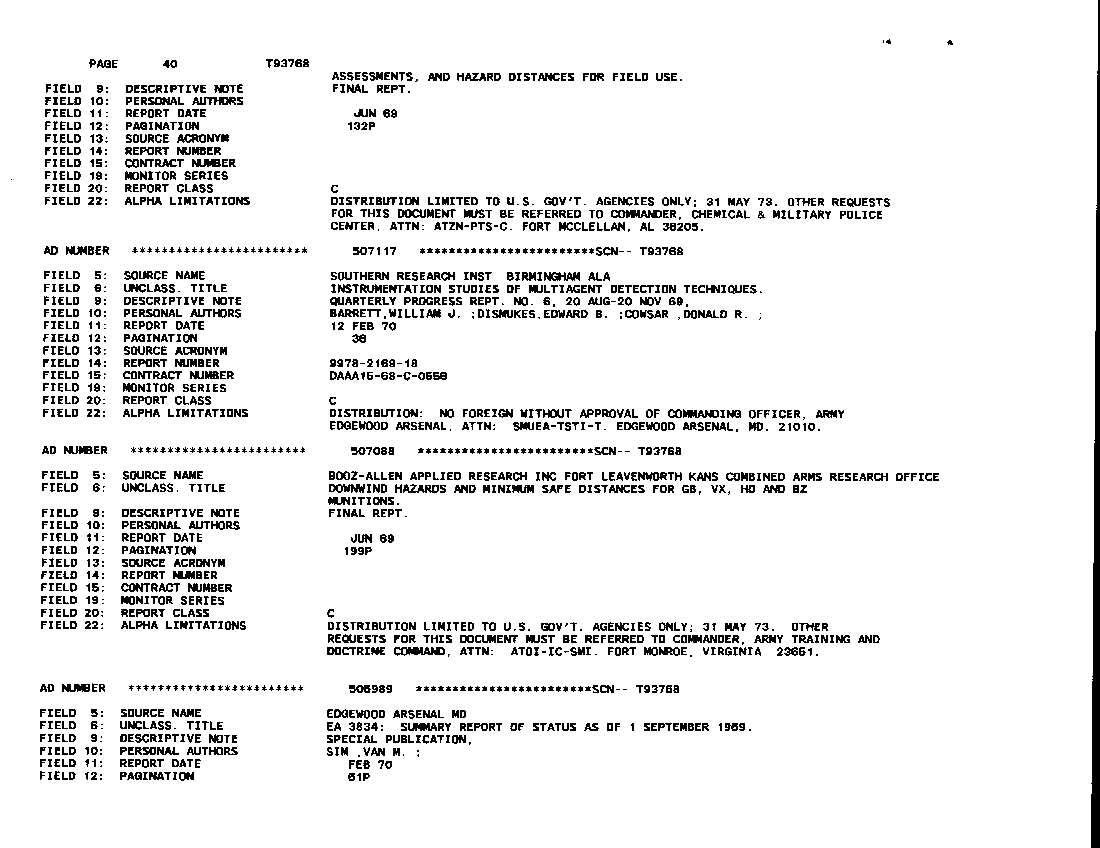 PAGE 40 T93768
ASSESSMENTS, AND HAZARD DISTANCES FOR FIELD USE.
FIELD 9: DESCRIPTIVE NOTE FINAL REPT.
FIELD 10: PERSONAL AUTHORS
FIELD 11: REPORT DATE JUN 69
FIELD 12: PAGINATION 132P
FIELD 13: SOURCE ACRONYM
FIELD 14: REPORT NUMBER
FIELD 15: CONTRACT NUMBER
FIELD 19: MONITOR SERIES
FIELD 20: REPORT CLASS C
FIELD 22: ALPHA LIMITATIONS DISTRIBUTION LIMITED TO U.S. GOV'T. AGENCIES ONLY; 31 MAY 73. OTHER REQUESTS
FOR THIS DOCUMENT MUST BE REFERRED TO COMMANDER, CHEMICAL & MILITARY POLICE
CENTER, ATTN: ATZN-PTS-C. FORT MCCLELLAN, AL 36205.
AD NUMBER ************************ 507117 ************************SCN-- T93768
FIELD 5: SOURCE NAME SOUTHERN RESEARCH INST BIRMINGHAM ALA
FIELD 6: UNCLASS. TITLE INSTRUMENTATION STUDIES OF MULTIAGENT DETECTION TECHNIQUES.
FIELD 9: DESCRIPTIVE NOTE QUARTERLY PROGRESS REPT. NO. 6, 20 AUG-20 NOV 69,
FIELD 10: PERSONAL AUTHORS BARRETT,WILLIAM J. ;DISMUKES,EDWARD B. ;COWSAR ,DONALD R. ;
FIELD 11: REPORT DATE 12 FEB 70
FIELD 12: PAGINATION 36
FIELD 13: SOURCE ACRONYM
FIELD 14: REPORT NUMBER 9978-2169-18
FIELD 15: CONTRACT NUMBER DAAA15-68-C-0558
FIELD 19: MONITOR SERIES
FIELD 20: REPORT CLASS C
FIELD 22: ALPHA LIMITATIONS DISTRIBUTION: NO FOREIGN WITHOUT APPROVAL OF COMMANDING OFFICER, ARMY
EDGEWOOD ARSENAL, ATTN: SMUEA-TSTI-T. EDGEWOOD ARSENAL, MD. 21010.
AD NUMBER ************************ 507088 ************************SCN-- T93768
FIELD 5: SOURCE NAME BOOZ-ALLEN APPLIED RESEARCH INC FORT LEAVENWORTH KANS COMBINED ARMS RESEARCH OFFICE
FIELD 6: UNCLASS. TITLE DOWNWIND HAZARDS AND MINIMUM SAFE DISTANCES FOR GB, VX, HD AND BZ
MUNITIONS.
FIELD 9: DESCRIPTIVE NOTE FINAL REPT.
FIELD 10: PERSONAL AUTHORS
FIELD 11: REPORT DATE JUN 69
FIELD 12: PAGINATION 199P
FIELD 13: SOURCE ACRONYM
FIELD 14: REPORT NUMBER
FIELD 15: CONTRACT NUMBER
FIELD 19: MONITOR SERIES
FIELD 20: REPORT CLASS C
FIELD 22: ALPHA LIMITATIONS DISTRIBUTION LIMITED TO U.S. GOV'T. AGENCIES ONLY; 31 MAY 73. OTHER
REQUESTS FOR THIS DOCUMENT MUST BE REFERRED TO COMMANDER, ARMY TRAINING AND
DOCTRINE COMMAND, ATTN: ATOI-IC-SMI. FORT MONROE, VIRGINIA 23651.
AD NUMBER ************************ 506989 ************************SCN-- T93768
FIELD 5: SOURCE NAME EDGEWOOD ARSENAL MD
FIELD 6: UNCLASS. TITLE EA 3834: SUMMARY REPORT OF STATUS AS OF 1 SEPTEMBER 1969.
FIELD 9: DESCRIPTIVE NOTE SPECIAL PUBLICATION,
FIELD 10: PERSONAL AUTHORS SIM ,VAN M. ;
FIELD 11: REPORT DATE FEB 70
FIELD 12: PAGINATION 61P